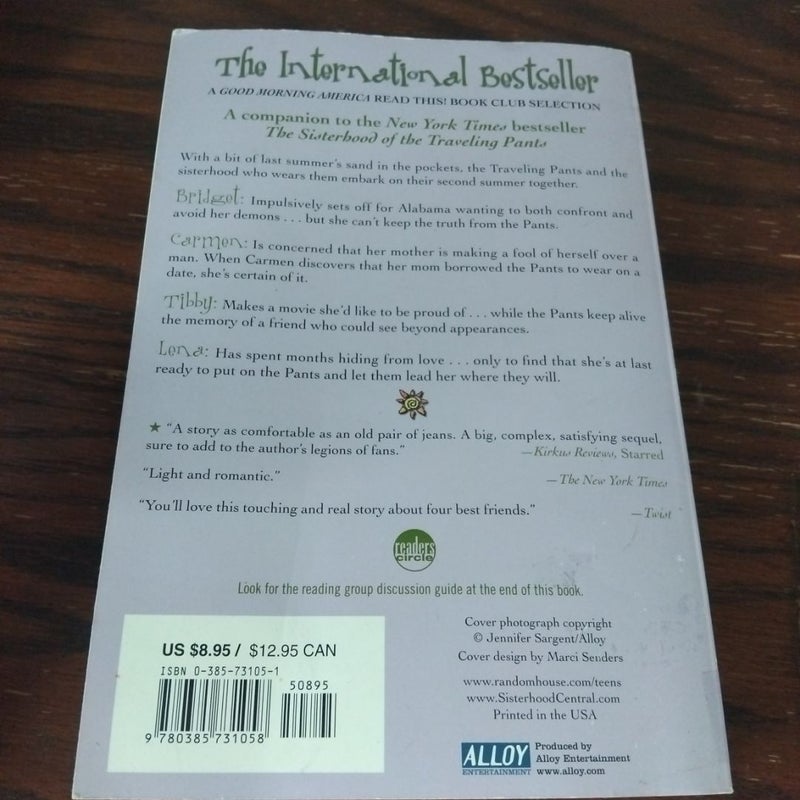 The International Bestseller
A GOOD MORNING AMERICA READ THIS! BOOK CLUB SELECTION
A companion to the New York Times bestseller
The Sisterhood of the Traveling Pants
With a bit of last summer's sand in the pockets, the Traveling Pants and the
sisterhood who wears them embark on their second summer together.
Bridget: Impulsively sets off for Alabama wanting to both confront and
avoid her demons . . . but she can't keep the truth from the Pants.
Carmen: Is concerned that her mother is making a fool of herself over a
man. When Carmen discovers that her mom borrowed the Pants to wear on a
date, she's certain of it.
Tibby: Makes a movie she'd like to be proud of . . . while the Pants keep alive
the memory of a friend who could see beyond appearances.
Lena: Has spent months hiding from love . . . only to find that she's at last
ready to put on the Pants and let them lead her where they will.
★ "A story as comfortable as an old pair of jeans. A big, complex, satisfying sequel,
sure to add to the author's legions of fans." —Kirkus Reviews, Starred
"Light and romantic." —The New York Times
"You'll love this touching and real story about four best friends." —Twist
readers
circle
Look for the reading group discussion guide at the end of this book.
US $8.95 / $12.95 CAN
ISBN 0-385-73105-1
50895
9 780385 731058
Cover photograph copyright
© Jennifer Sargent/Alloy
Cover design by Marci Senders
www.randomhouse.com/teens
www.SisterhoodCentral.com
Printed in the USA
ALLOY
ENTERTAINMENT
Produced by
Alloy Entertainment
www.alloy.com